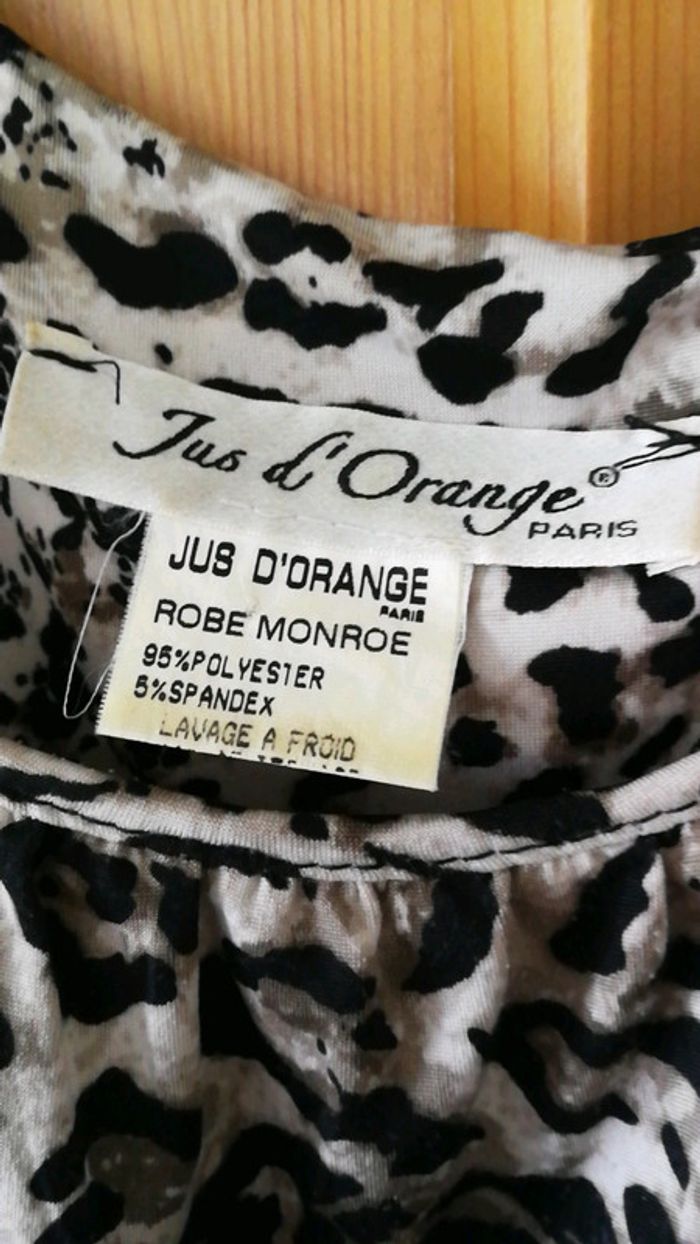 Jus d'Orange®
PARIS
JUS D'ORANGE
PARIS
ROBE MONROE
95%POLYESTER
5%SPANDEX
LAVAGE A FROID